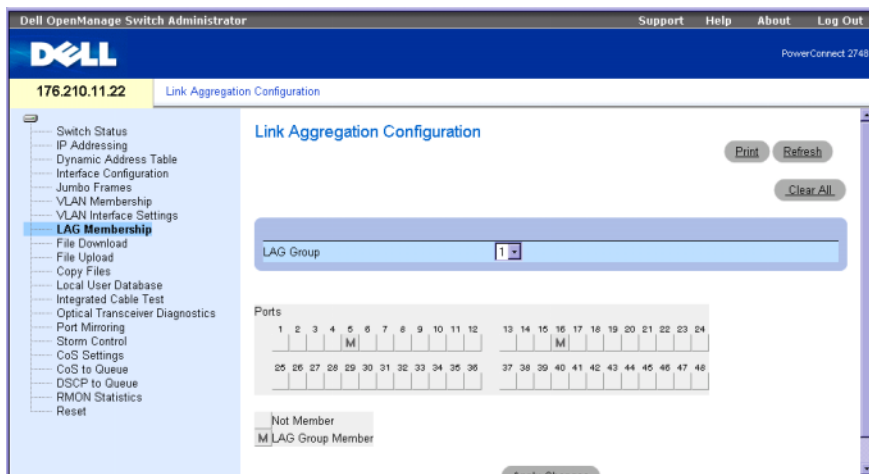 Dell OpenManage Switch Administrator Support Help About Log Out
DELL
PowerConnect 2748
176.210.11.22 Link Aggregation Configuration
Switch Status
IP Addressing
Dynamic Address Table
Interface Configuration
Jumbo Frames
VLAN Membership
VLAN Interface Settings
LAG Membership
File Download
File Upload
Copy Files
Local User Database
Integrated Cable Test
Optical Transceiver Diagnostics
Port Mirroring
Storm Control
CoS Settings
CoS to Queue
DSCP to Queue
RMON Statistics
Reset
Link Aggregation Configuration
Print Refresh
Clear All
LAG Group 1
Ports
1 2 3 4 5 6 7 8 9 10 11 12 13 14 15 16 17 18 19 20 21 22 23 24
M M
25 26 27 28 29 30 31 32 33 34 35 36 37 38 39 40 41 42 43 44 45 46 47 48
Not Member
M LAG Group Member